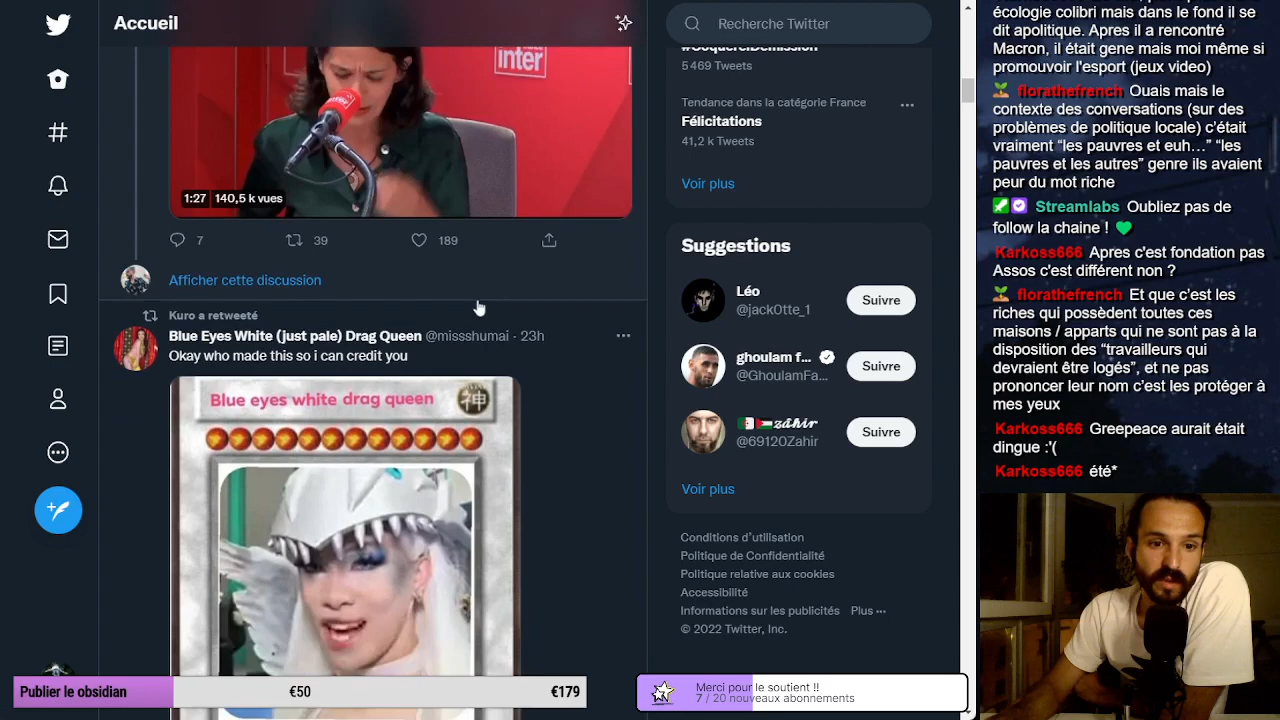 Accueil
inter
1:27 140,5 k vues
7 39 189
Afficher cette discussion
Kuro a retweeté
Blue Eyes White (just pale) Drag Queen @missshumai · 23h
Okay who made this so i can credit you
Blue eyes white drag queen
神
Recherche Twitter
#CoquerelDemission
5 469 Tweets
Tendance dans la catégorie France
Félicitations
41,2 k Tweets
Voir plus
Suggestions
Léo
@jack0tte_1
Suivre
ghoulam f...
@GhoulamFa...
Suivre
𝔃𝓪́𝓱𝓲𝓻
@69120Zahir
Suivre
Voir plus
Conditions d'utilisation
Politique de Confidentialité
Politique relative aux cookies
Accessibilité
Informations sur les publicités Plus ···
© 2022 Twitter, Inc.
écologie colibri mais dans le fond il se
dit apolitique. Apres il a rencontré
Macron, il était gene mais moi même si
promouvoir l'esport (jeux video)
florathefrench Ouais mais le
contexte des conversations (sur des
problèmes de politique locale) c'était
vraiment “les pauvres et euh…” “les
pauvres et les autres” genre ils avaient
peur du mot riche
Streamlabs Oubliez pas de
follow la chaine !
Karkoss666 Apres c'est fondation pas
Assos c'est différent non ?
florathefrench Et que c'est les
riches qui possèdent toutes ces
maisons / apparts qui ne sont pas à la
disposition des “travailleurs qui
devraient être logés”, et ne pas
prononcer leur nom c'est les protéger à
mes yeux
Karkoss666 Greepeace aurait était
dingue :'(
Karkoss666 été*
Publier le obsidian €50 €179
Merci pour le soutient !!
7 / 20 nouveaux abonnements